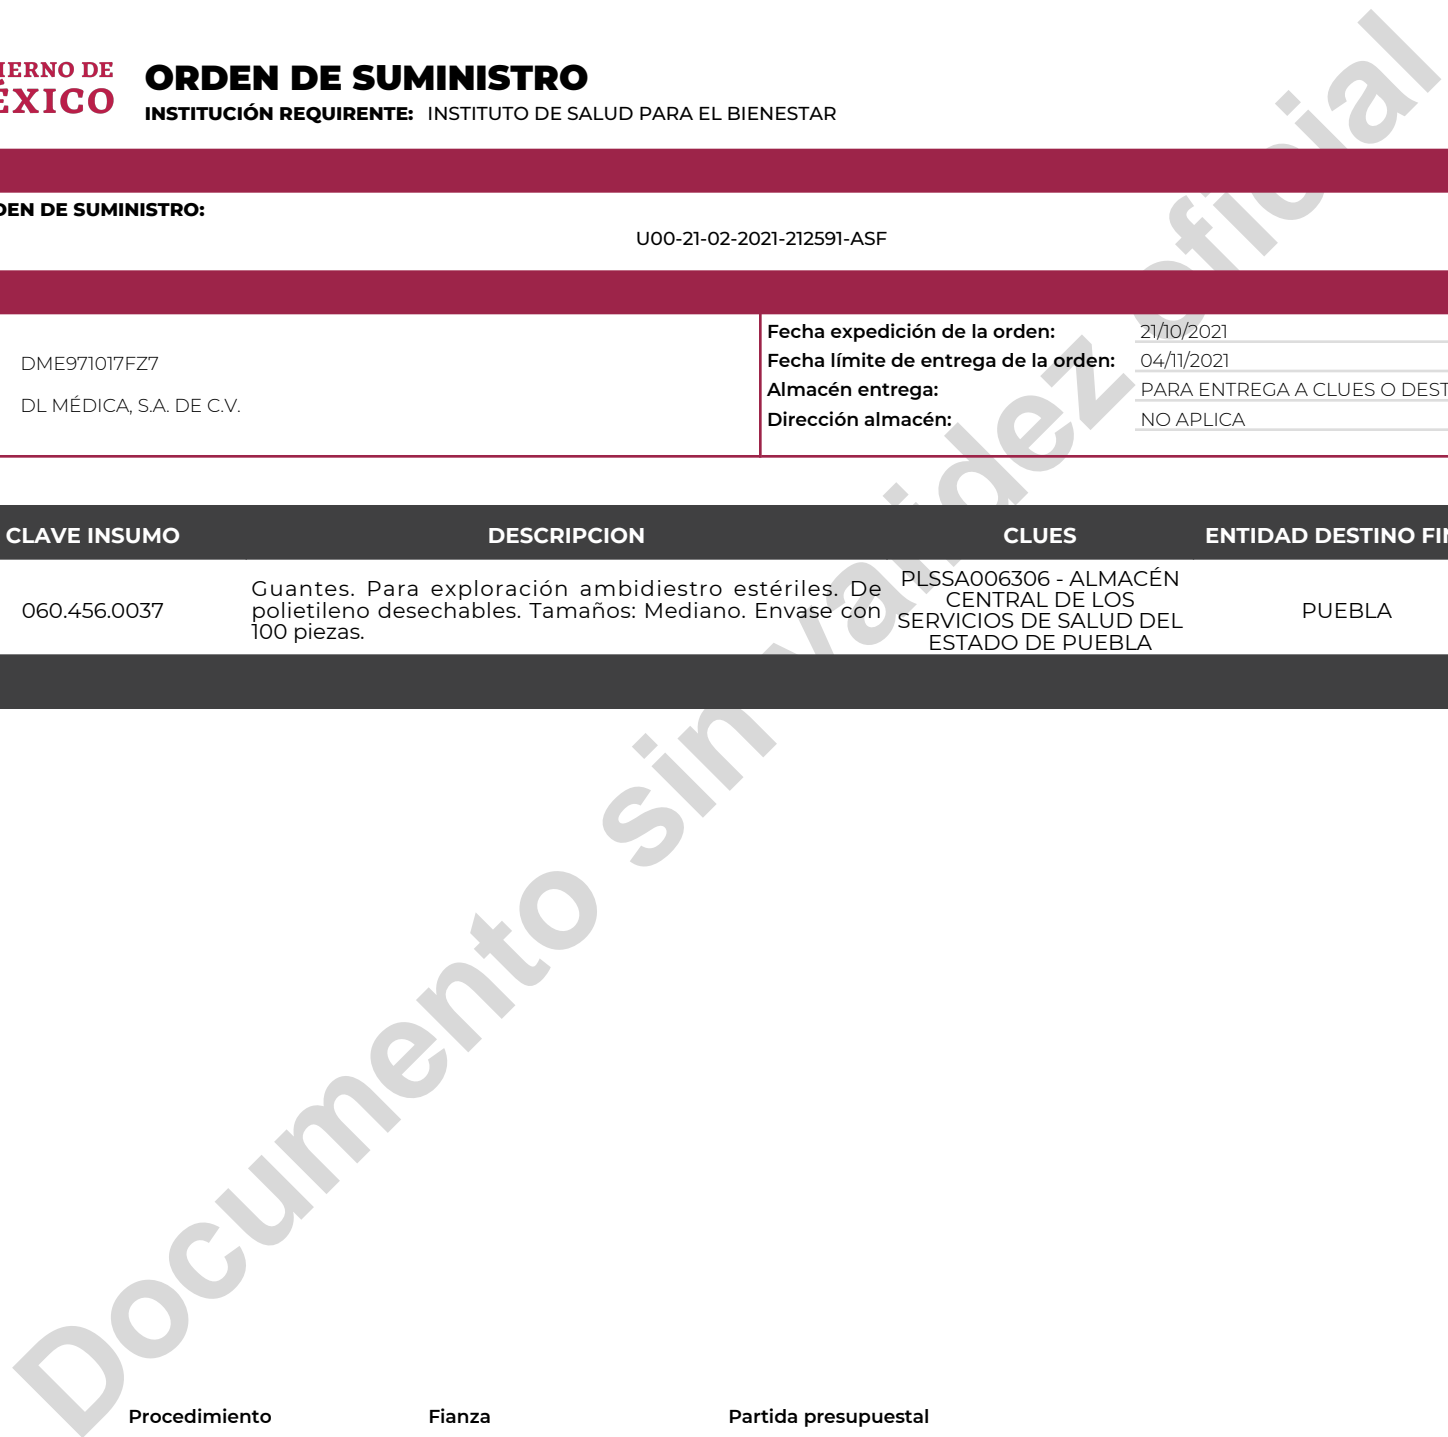 IERNO DE
ÉXICO
ORDEN DE SUMINISTRO
INSTITUCIÓN REQUIRENTE: INSTITUTO DE SALUD PARA EL BIENESTAR
DEN DE SUMINISTRO:
U00-21-02-2021-212591-ASF
DME971017FZ7
DL MÉDICA, S.A. DE C.V.
Fecha expedición de la orden: 21/10/2021
Fecha límite de entrega de la orden: 04/11/2021
Almacén entrega: PARA ENTREGA A CLUES O DEST
Dirección almacén: NO APLICA
CLAVE INSUMO DESCRIPCION CLUES ENTIDAD DESTINO FIN
060.456.0037
Guantes. Para exploración ambidiestro estériles. De
polietileno desechables. Tamaños: Mediano. Envase con
100 piezas.
PLSSA006306 - ALMACÉN
CENTRAL DE LOS
SERVICIOS DE SALUD DEL
ESTADO DE PUEBLA
PUEBLA
Documento sin validez oficial
Procedimiento Fianza Partida presupuestal